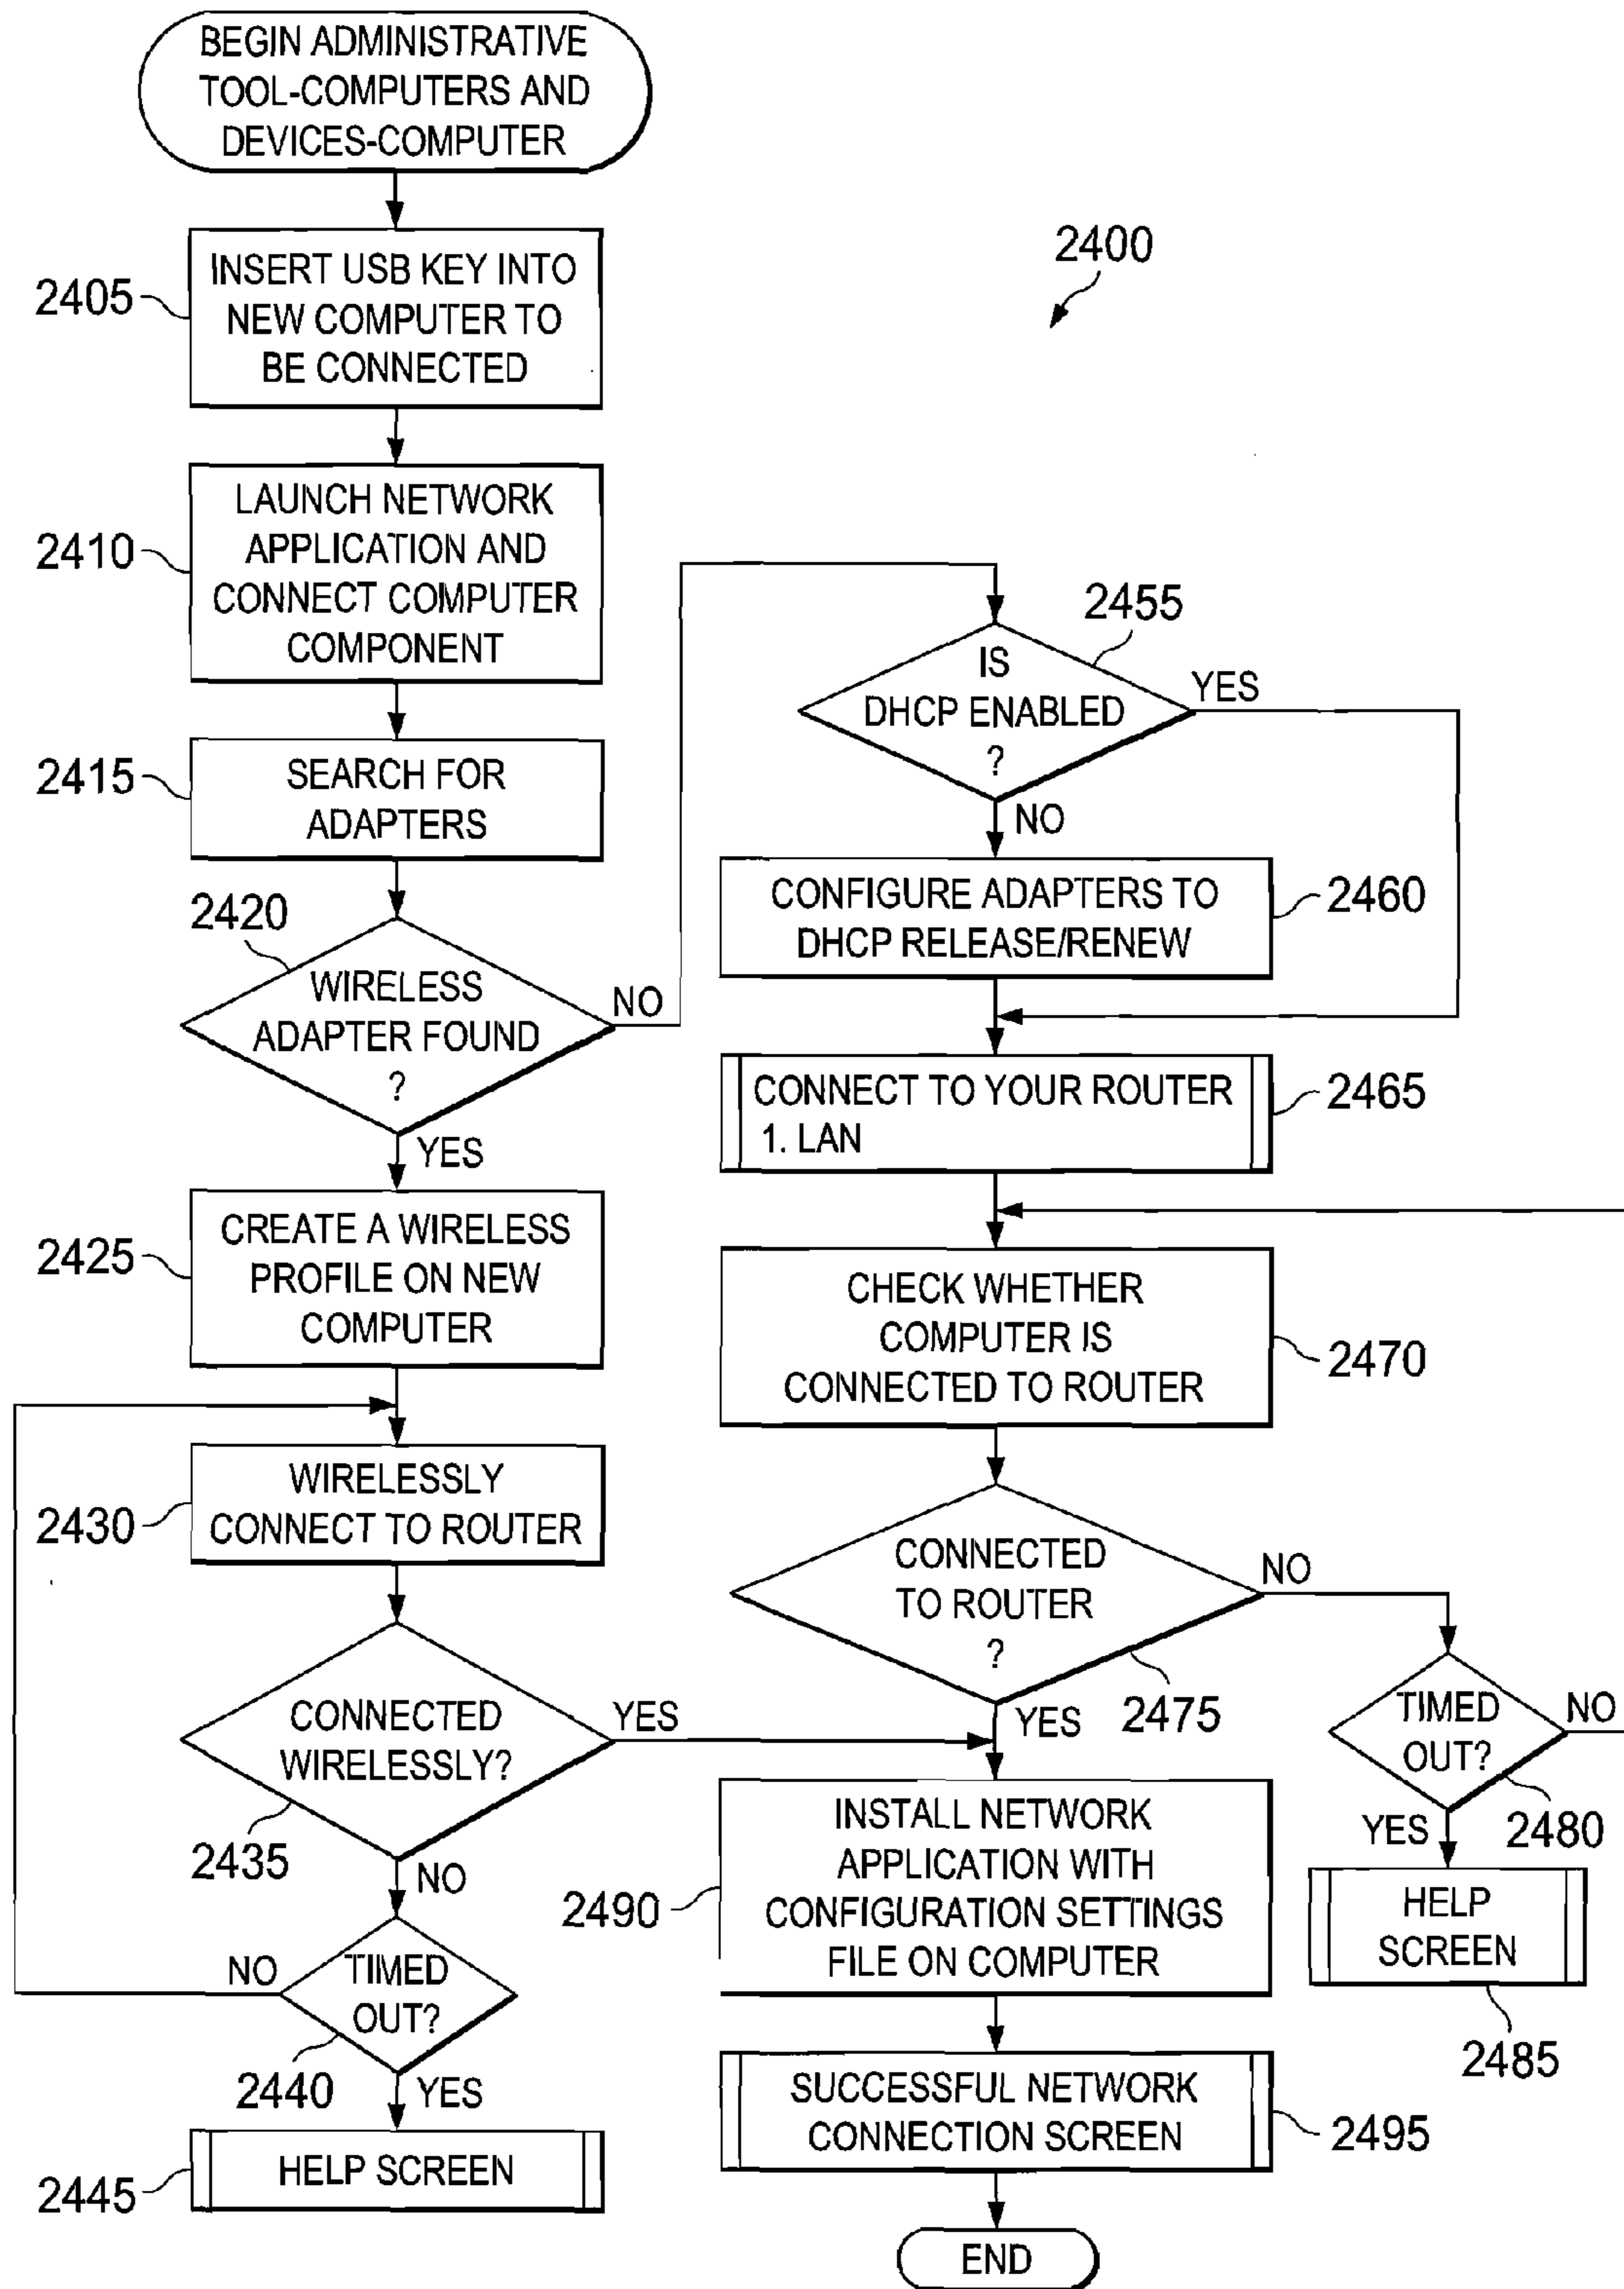 BEGIN ADMINISTRATIVE
TOOL-COMPUTERS AND
DEVICES-COMPUTER
2400
2405
INSERT USB KEY INTO
NEW COMPUTER TO
BE CONNECTED
2410
LAUNCH NETWORK
APPLICATION AND
CONNECT COMPUTER
COMPONENT
2415
SEARCH FOR
ADAPTERS
2420
WIRELESS
ADAPTER FOUND
?
NO
YES
2425
CREATE A WIRELESS
PROFILE ON NEW
COMPUTER
2430
WIRELESSLY
CONNECT TO ROUTER
CONNECTED
WIRELESSLY?
YES
2435
NO
TIMED
OUT?
NO
2440
YES
2445
HELP SCREEN
2455
IS
DHCP ENABLED
?
YES
NO
CONFIGURE ADAPTERS TO
DHCP RELEASE/RENEW
2460
CONNECT TO YOUR ROUTER
1. LAN
2465
CHECK WHETHER
COMPUTER IS
CONNECTED TO ROUTER
2470
CONNECTED
TO ROUTER
?
NO
2475
YES
TIMED
OUT?
NO
2480
YES
HELP
SCREEN
2485
2490
INSTALL NETWORK
APPLICATION WITH
CONFIGURATION SETTINGS
FILE ON COMPUTER
SUCCESSFUL NETWORK
CONNECTION SCREEN
2495
END